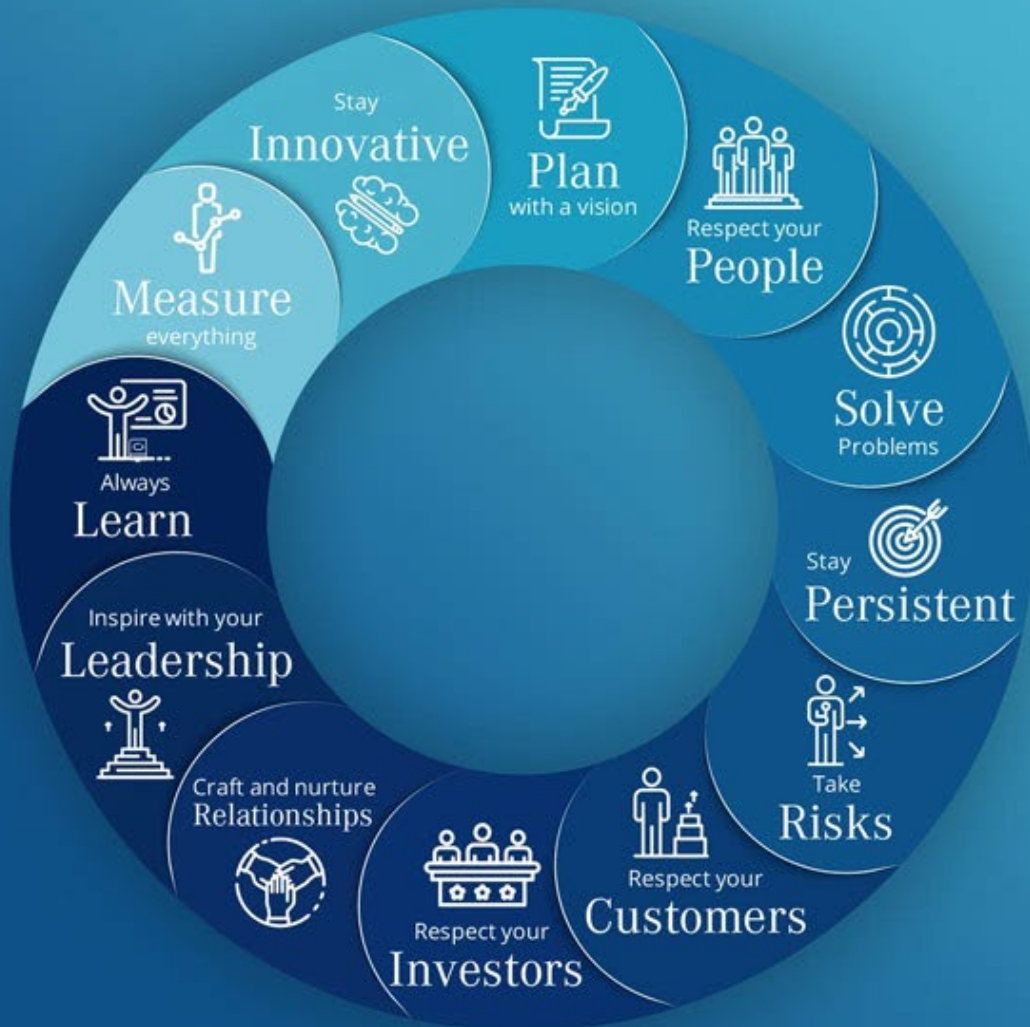 Plan
with a vision
Respect your
People
Solve
Problems
Stay
Persistent
Take
Risks
Respect your
Customers
Respect your
Investors
Craft and nurture
Relationships
Inspire with your
Leadership
Always
Learn
Measure
everything
Stay
Innovative